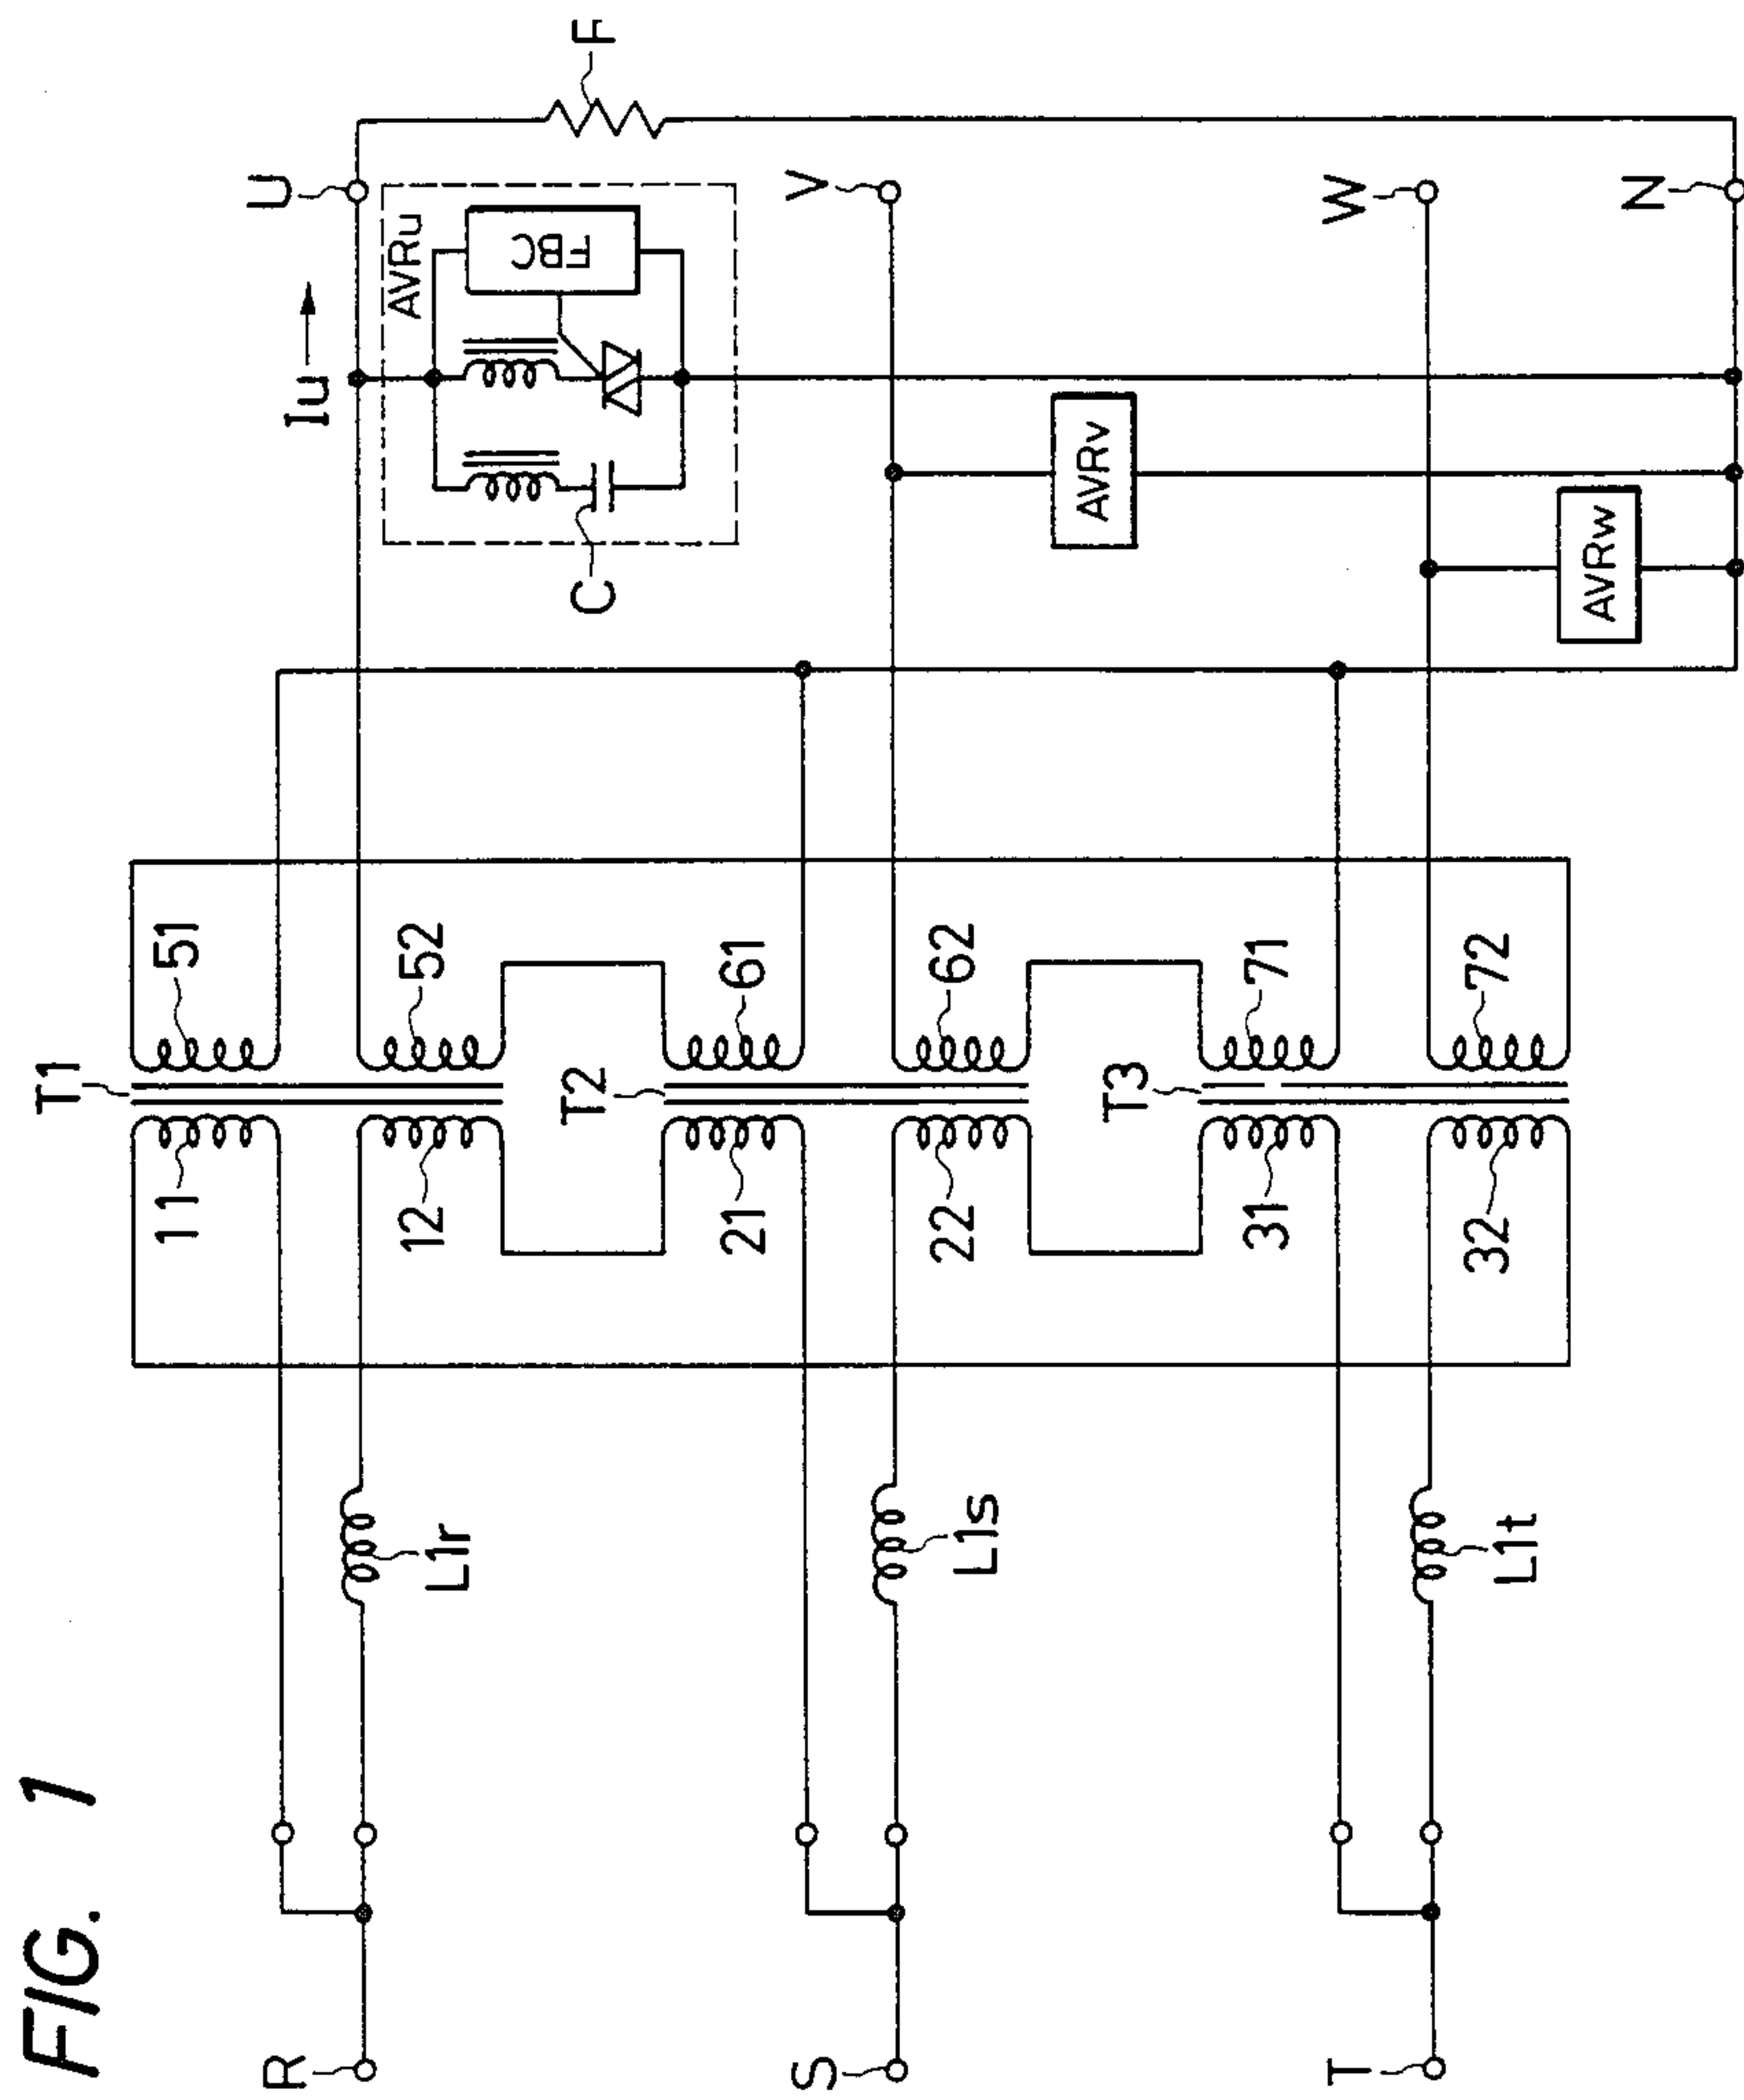 FIG. 1
R
S
T
L1r
L1s
L1t
11
12
21
22
31
32
T1
T2
T3
51
52
61
62
71
72
C
Iu
AVRu
FBC
AVRv
AVRw
U
V
W
N
F